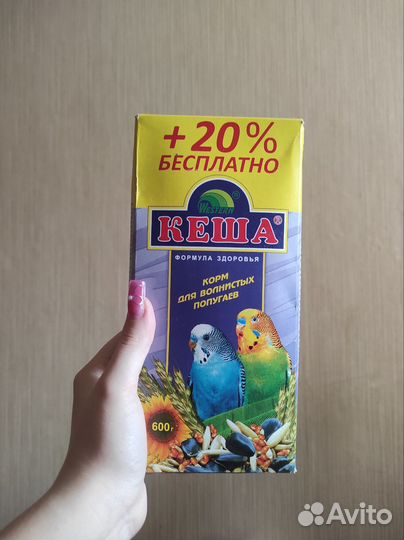 +20%
БЕСПЛАТНО
WESTERN ®
КЕША ®
ФОРМУЛА ЗДОРОВЬЯ
КОРМ
ДЛЯ ВОЛНИСТЫХ
ПОПУГАЕВ
600г
Avito